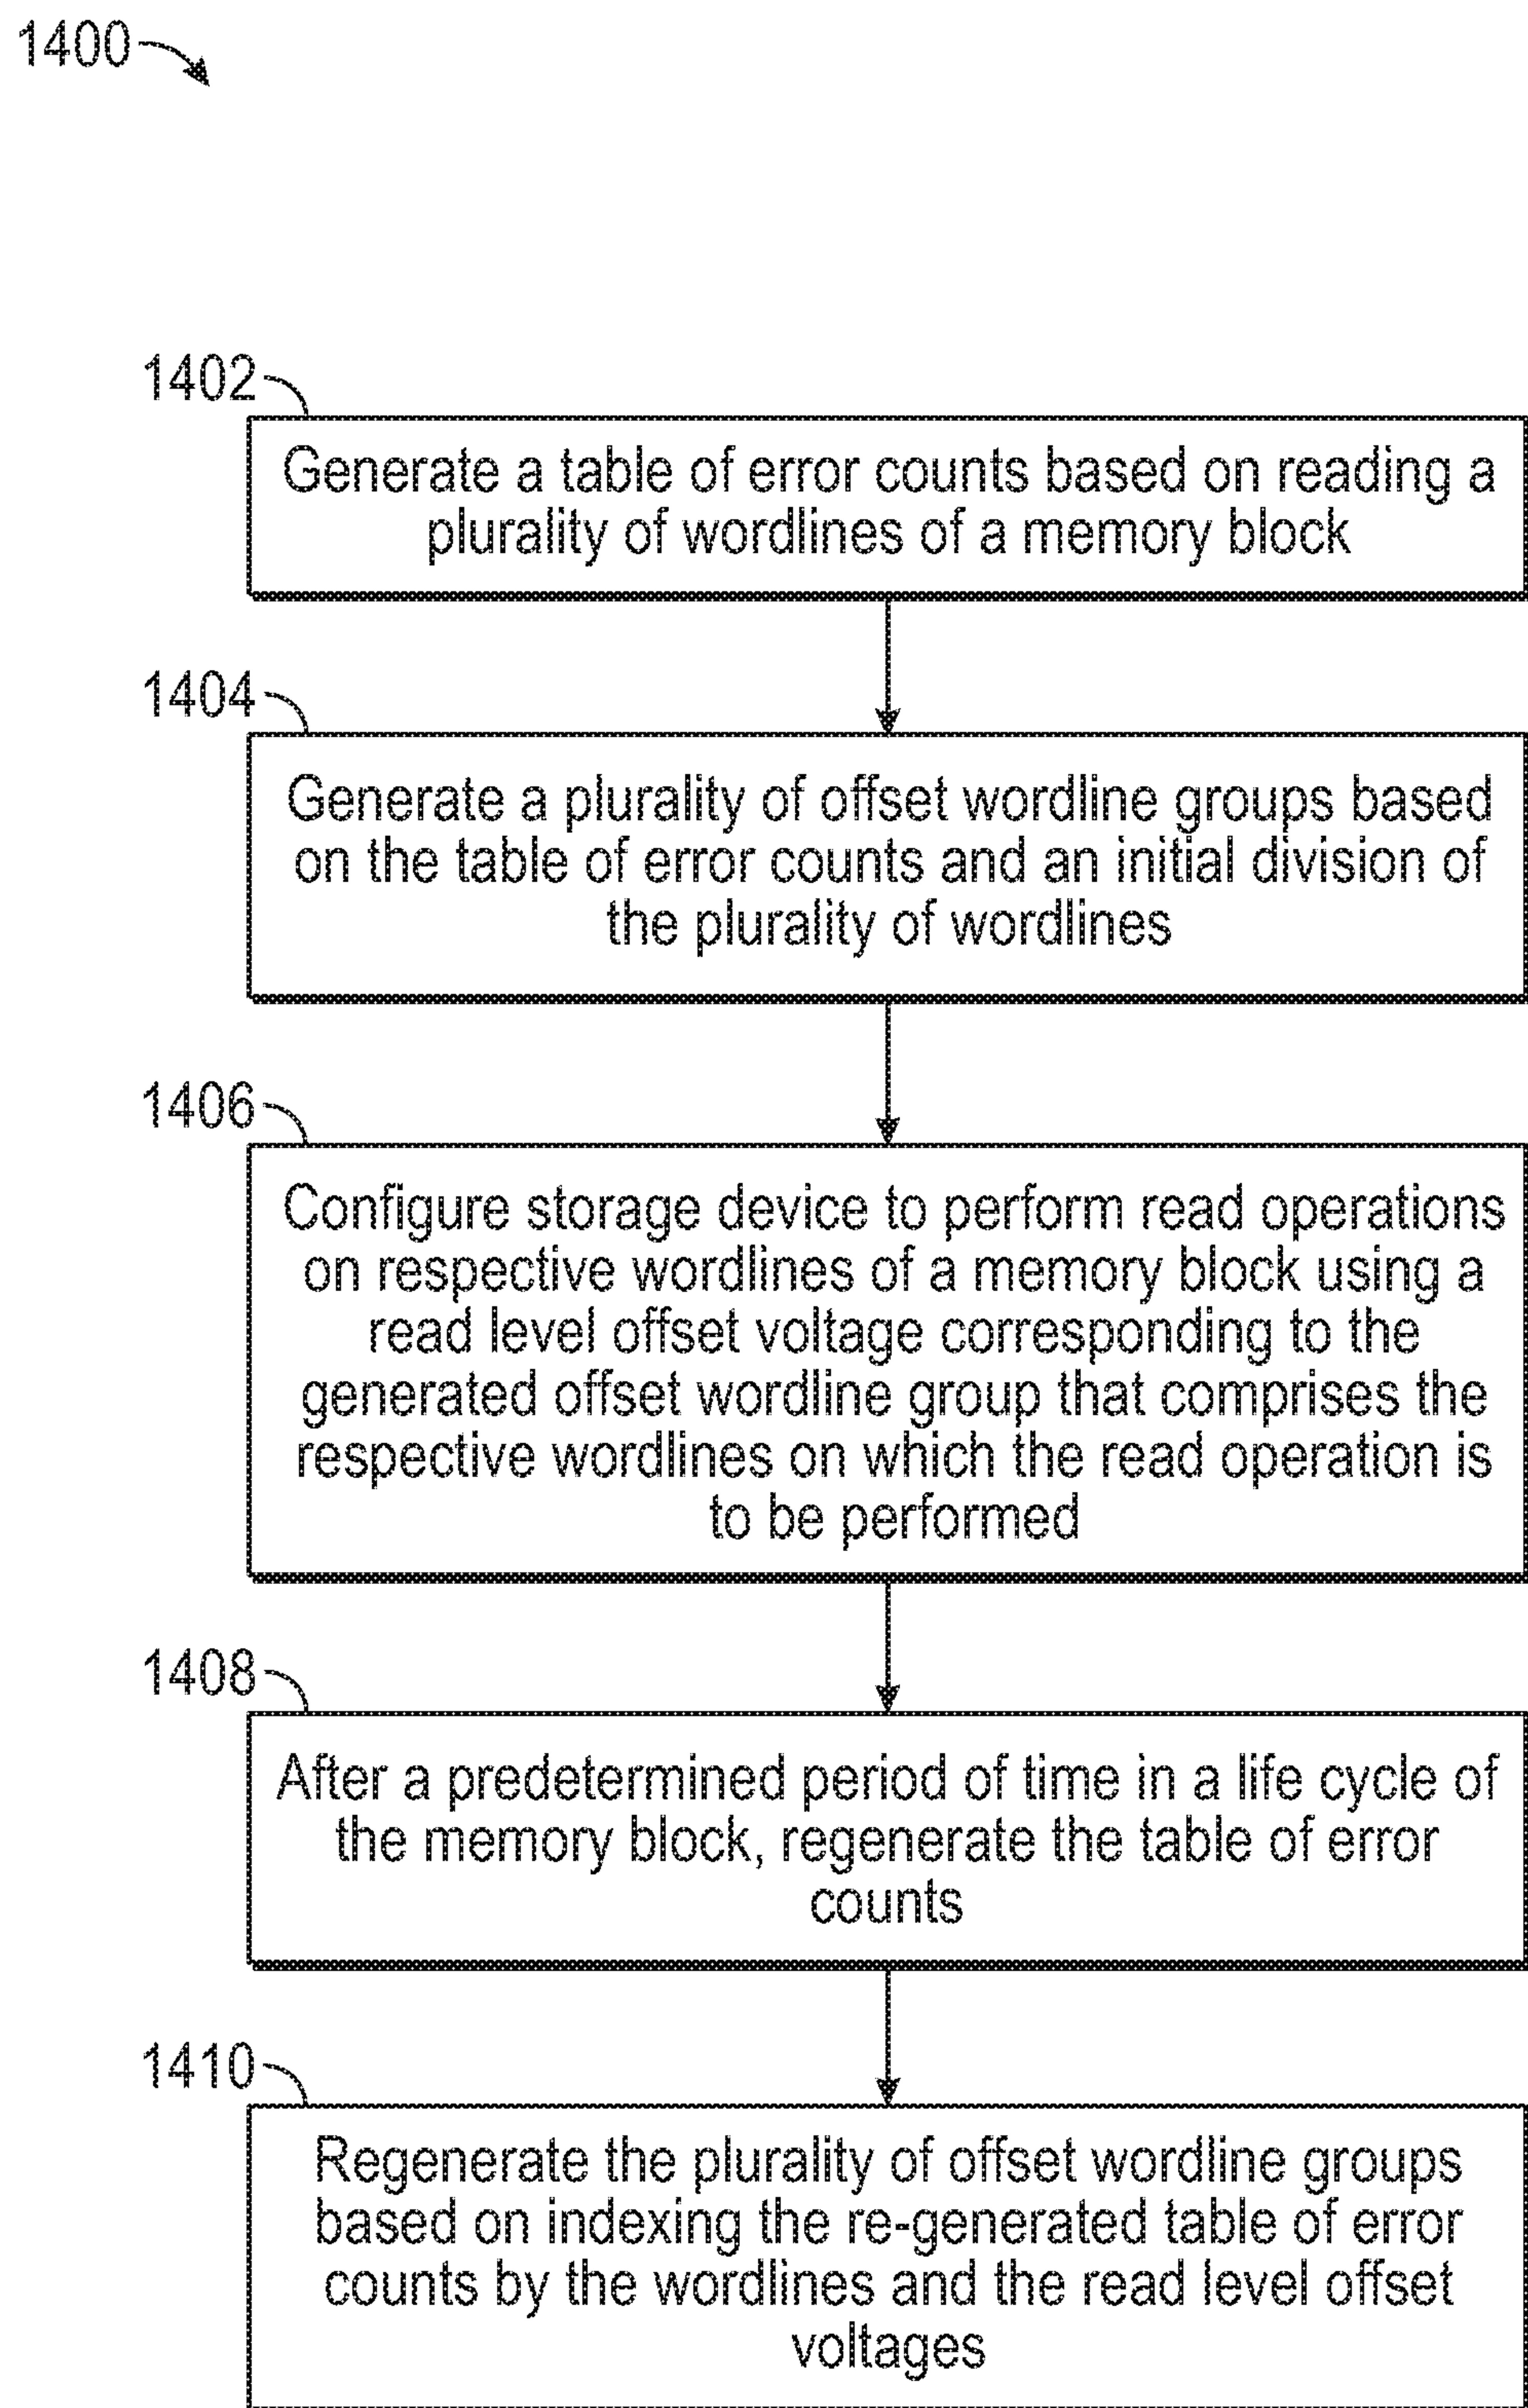 1400
1402
Generate a table of error counts based on reading a
plurality of wordlines of a memory block
1404
Generate a plurality of offset wordline groups based
on the table of error counts and an initial division of
the plurality of wordlines
1406
Configure storage device to perform read operations
on respective wordlines of a memory block using a
read level offset voltage corresponding to the
generated offset wordline group that comprises the
respective wordlines on which the read operation is
to be performed
1408
After a predetermined period of time in a life cycle of
the memory block, regenerate the table of error
counts
1410
Regenerate the plurality of offset wordline groups
based on indexing the re-generated table of error
counts by the wordlines and the read level offset
voltages